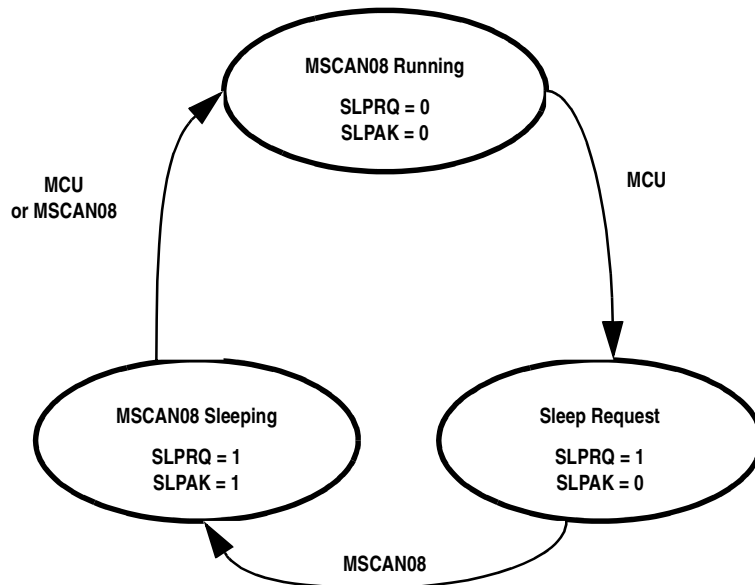 MSCAN08 Running
SLPRQ = 0
SLPAK = 0
MCU
or MSCAN08
MCU
MSCAN08 Sleeping
SLPRQ = 1
SLPAK = 1
Sleep Request
SLPRQ = 1
SLPAK = 0
MSCAN08